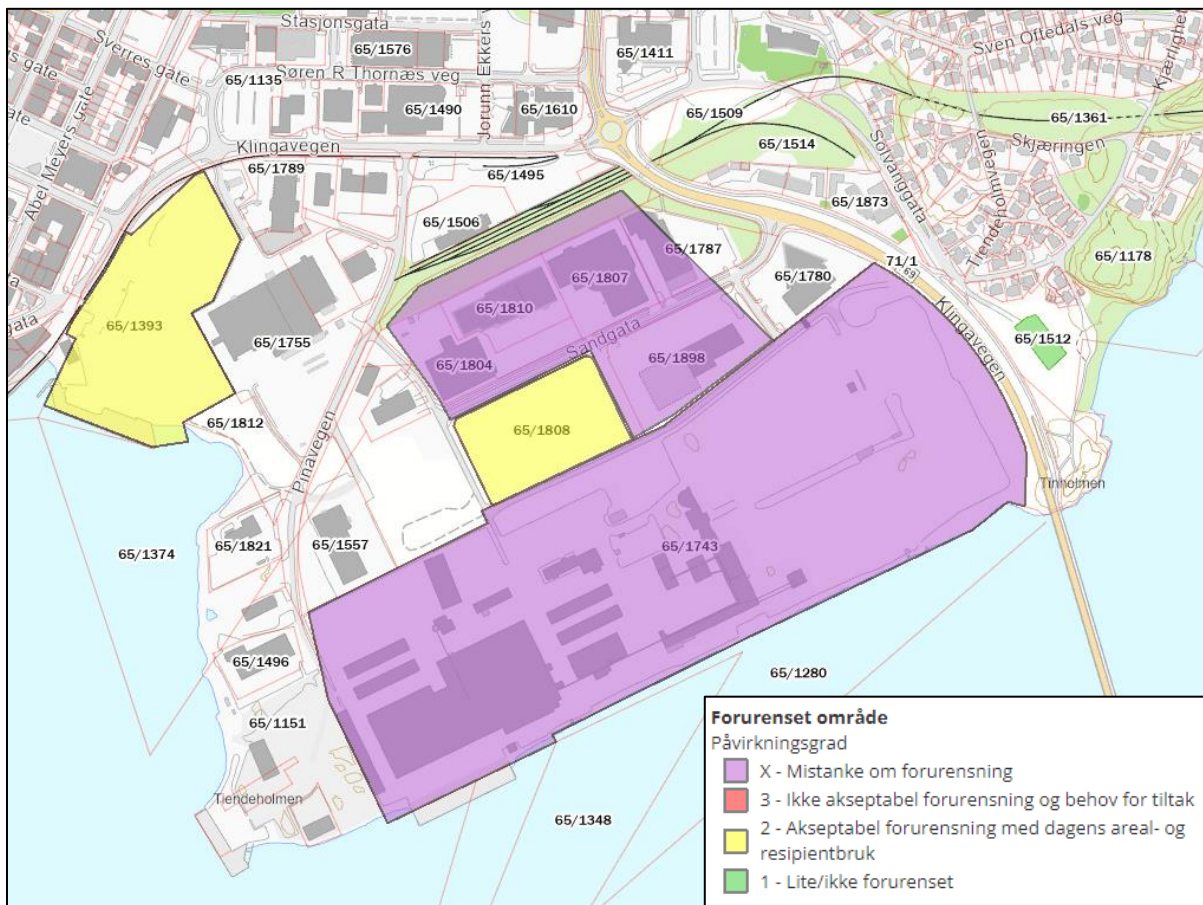 Stasjonsgata
Sverres gate
es gate
65/1576
Jorunn Ekkers v
65/1411
Sven Oftedals veg
Kjærlighet
65/1135
Søren R Thornæs veg
65/1490
65/1610
65/1509
65/1361
Skjæringen
Abel Meyers gate
Klingavegen
65/1514
Solvanggata
Tiendeholmvegen
65/1789
65/1495
65/1873
65/1506
65/1787
65/1178
71/1
69
65/1780
65/1807
65/1810
Klingavegen
gata
65/1393
65/1755
Sandgata
65/1512
65/1804
65/1898
65/1812
65/1808
Pinavegen
Tinholmen
65/1374
65/1821
65/1557
65/1743
65/1496
65/1280
65/1151
Tiendeholmen
65/1348
Forurenset område
Påvirkningsgrad
X - Mistanke om forurensning
3 - Ikke akseptabel forurensning og behov for tiltak
2 - Akseptabel forurensning med dagens areal- og
resipientbruk
1 - Lite/ikke forurenset